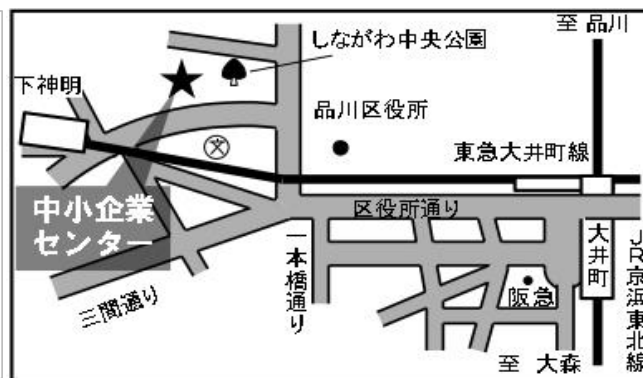 至 品川
しながわ中央公園
下神明
品川区役所
東急大井町線
中小企業
センター
区役所通り
一本橋通り
三間通り
大井町
JR京浜東北線
阪急
至 大森